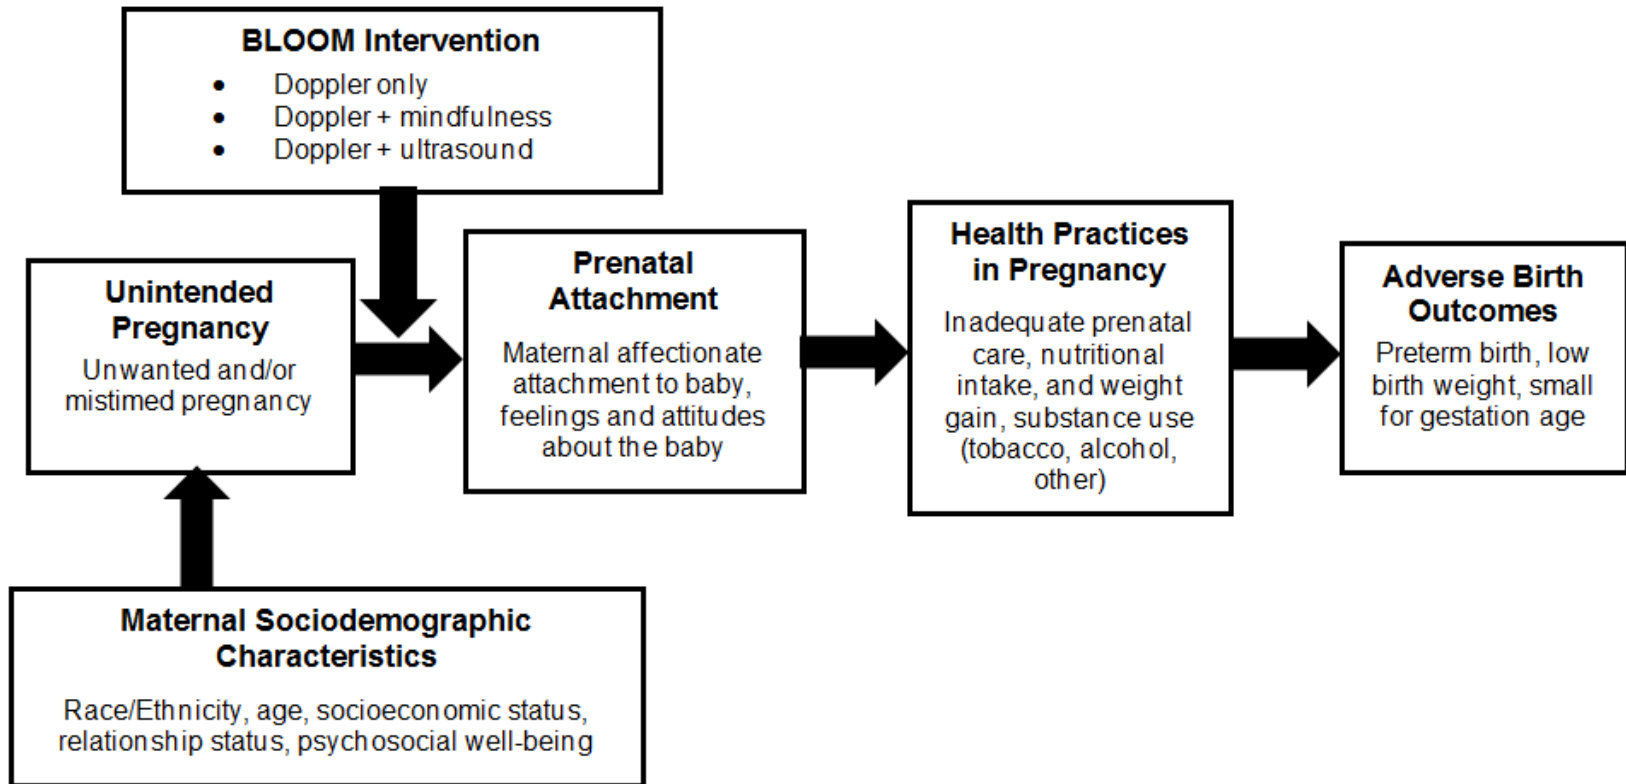 BLOOM Intervention
• Doppler only
• Doppler + mindfulness
• Doppler + ultrasound
Unintended
Pregnancy
Unwanted and/or
mistimed pregnancy
Prenatal
Attachment
Maternal affectionate
attachment to baby,
feelings and attitudes
about the baby
Health Practices
in Pregnancy
Inadequate prenatal
care, nutritional
intake, and weight
gain, substance use
(tobacco, alcohol,
other)
Adverse Birth
Outcomes
Preterm birth, low
birth weight, small
for gestation age
Maternal Sociodemographic
Characteristics
Race/Ethnicity, age, socioeconomic status,
relationship status, psychosocial well-being